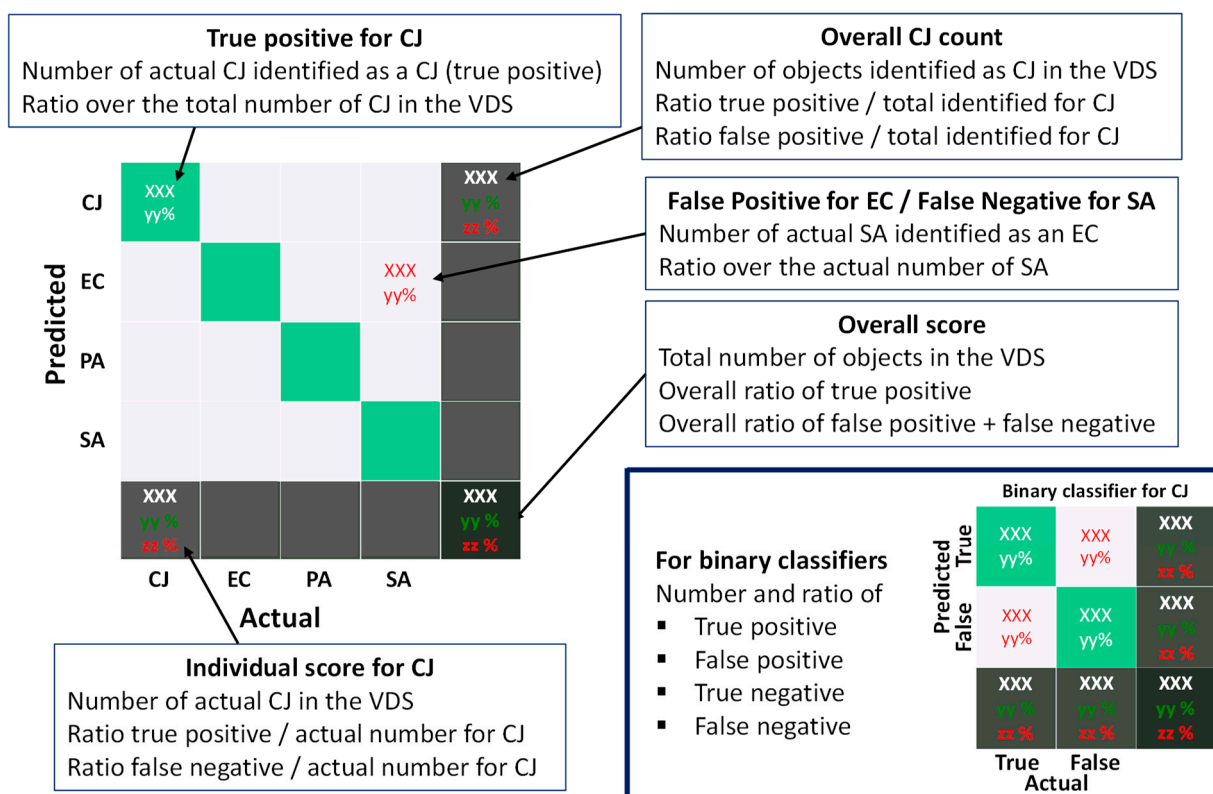 True positive for CJ
Number of actual CJ identified as a CJ (true positive)
Ratio over the total number of CJ in the VDS
Overall CJ count
Number of objects identified as CJ in the VDS
Ratio true positive / total identified for CJ
Ratio false positive / total identified for CJ
False Positive for EC / False Negative for SA
Number of actual SA identified as an EC
Ratio over the actual number of SA
Overall score
Total number of objects in the VDS
Overall ratio of true positive
Overall ratio of false positive + false negative
Predicted
CJ
XXX
yy%
XXX
yy %
zz %
EC
XXX
yy%
PA
SA
XXX
yy %
zz %
XXX
yy %
zz %
CJ
EC
PA
SA
Actual
Individual score for CJ
Number of actual CJ in the VDS
Ratio true positive / actual number for CJ
Ratio false negative / actual number for CJ
For binary classifiers
Number and ratio of
▪ True positive
▪ False positive
▪ True negative
▪ False negative
Binary classifier for CJ
Predicted
True
XXX
yy%
XXX
yy%
XXX
yy %
zz %
False
XXX
yy%
XXX
yy%
XXX
yy %
zz %
XXX
yy %
zz %
XXX
yy %
zz %
XXX
yy %
zz %
True
False
Actual